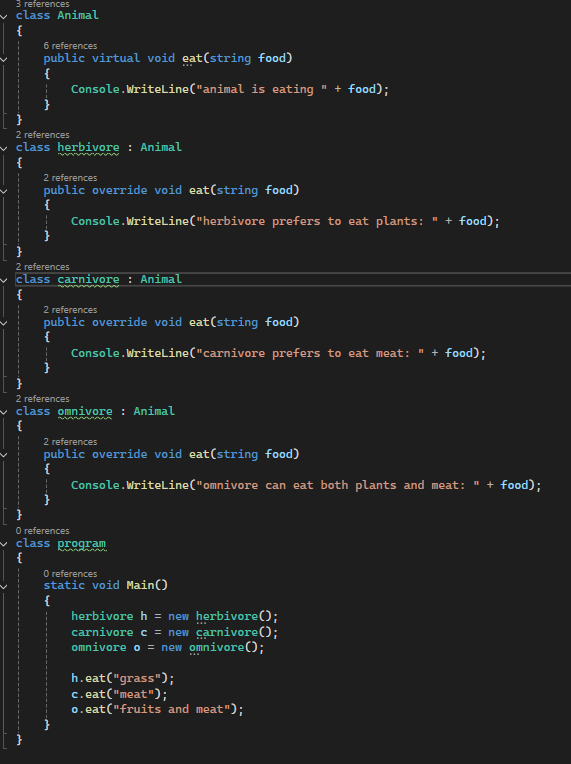 3 references
class Animal
{
6 references
public virtual void eat(string food)
{
Console.WriteLine("animal is eating " + food);
}
}
2 references
class herbivore : Animal
{
2 references
public override void eat(string food)
{
Console.WriteLine("herbivore prefers to eat plants: " + food);
}
}
2 references
class carnivore : Animal
{
2 references
public override void eat(string food)
{
Console.WriteLine("carnivore prefers to eat meat: " + food);
}
}
2 references
class omnivore : Animal
{
2 references
public override void eat(string food)
{
Console.WriteLine("omnivore can eat both plants and meat: " + food);
}
}
0 references
class program
{
0 references
static void Main()
{
herbivore h = new herbivore();
carnivore c = new carnivore();
omnivore o = new omnivore();
h.eat("grass");
c.eat("meat");
o.eat("fruits and meat");
}
}